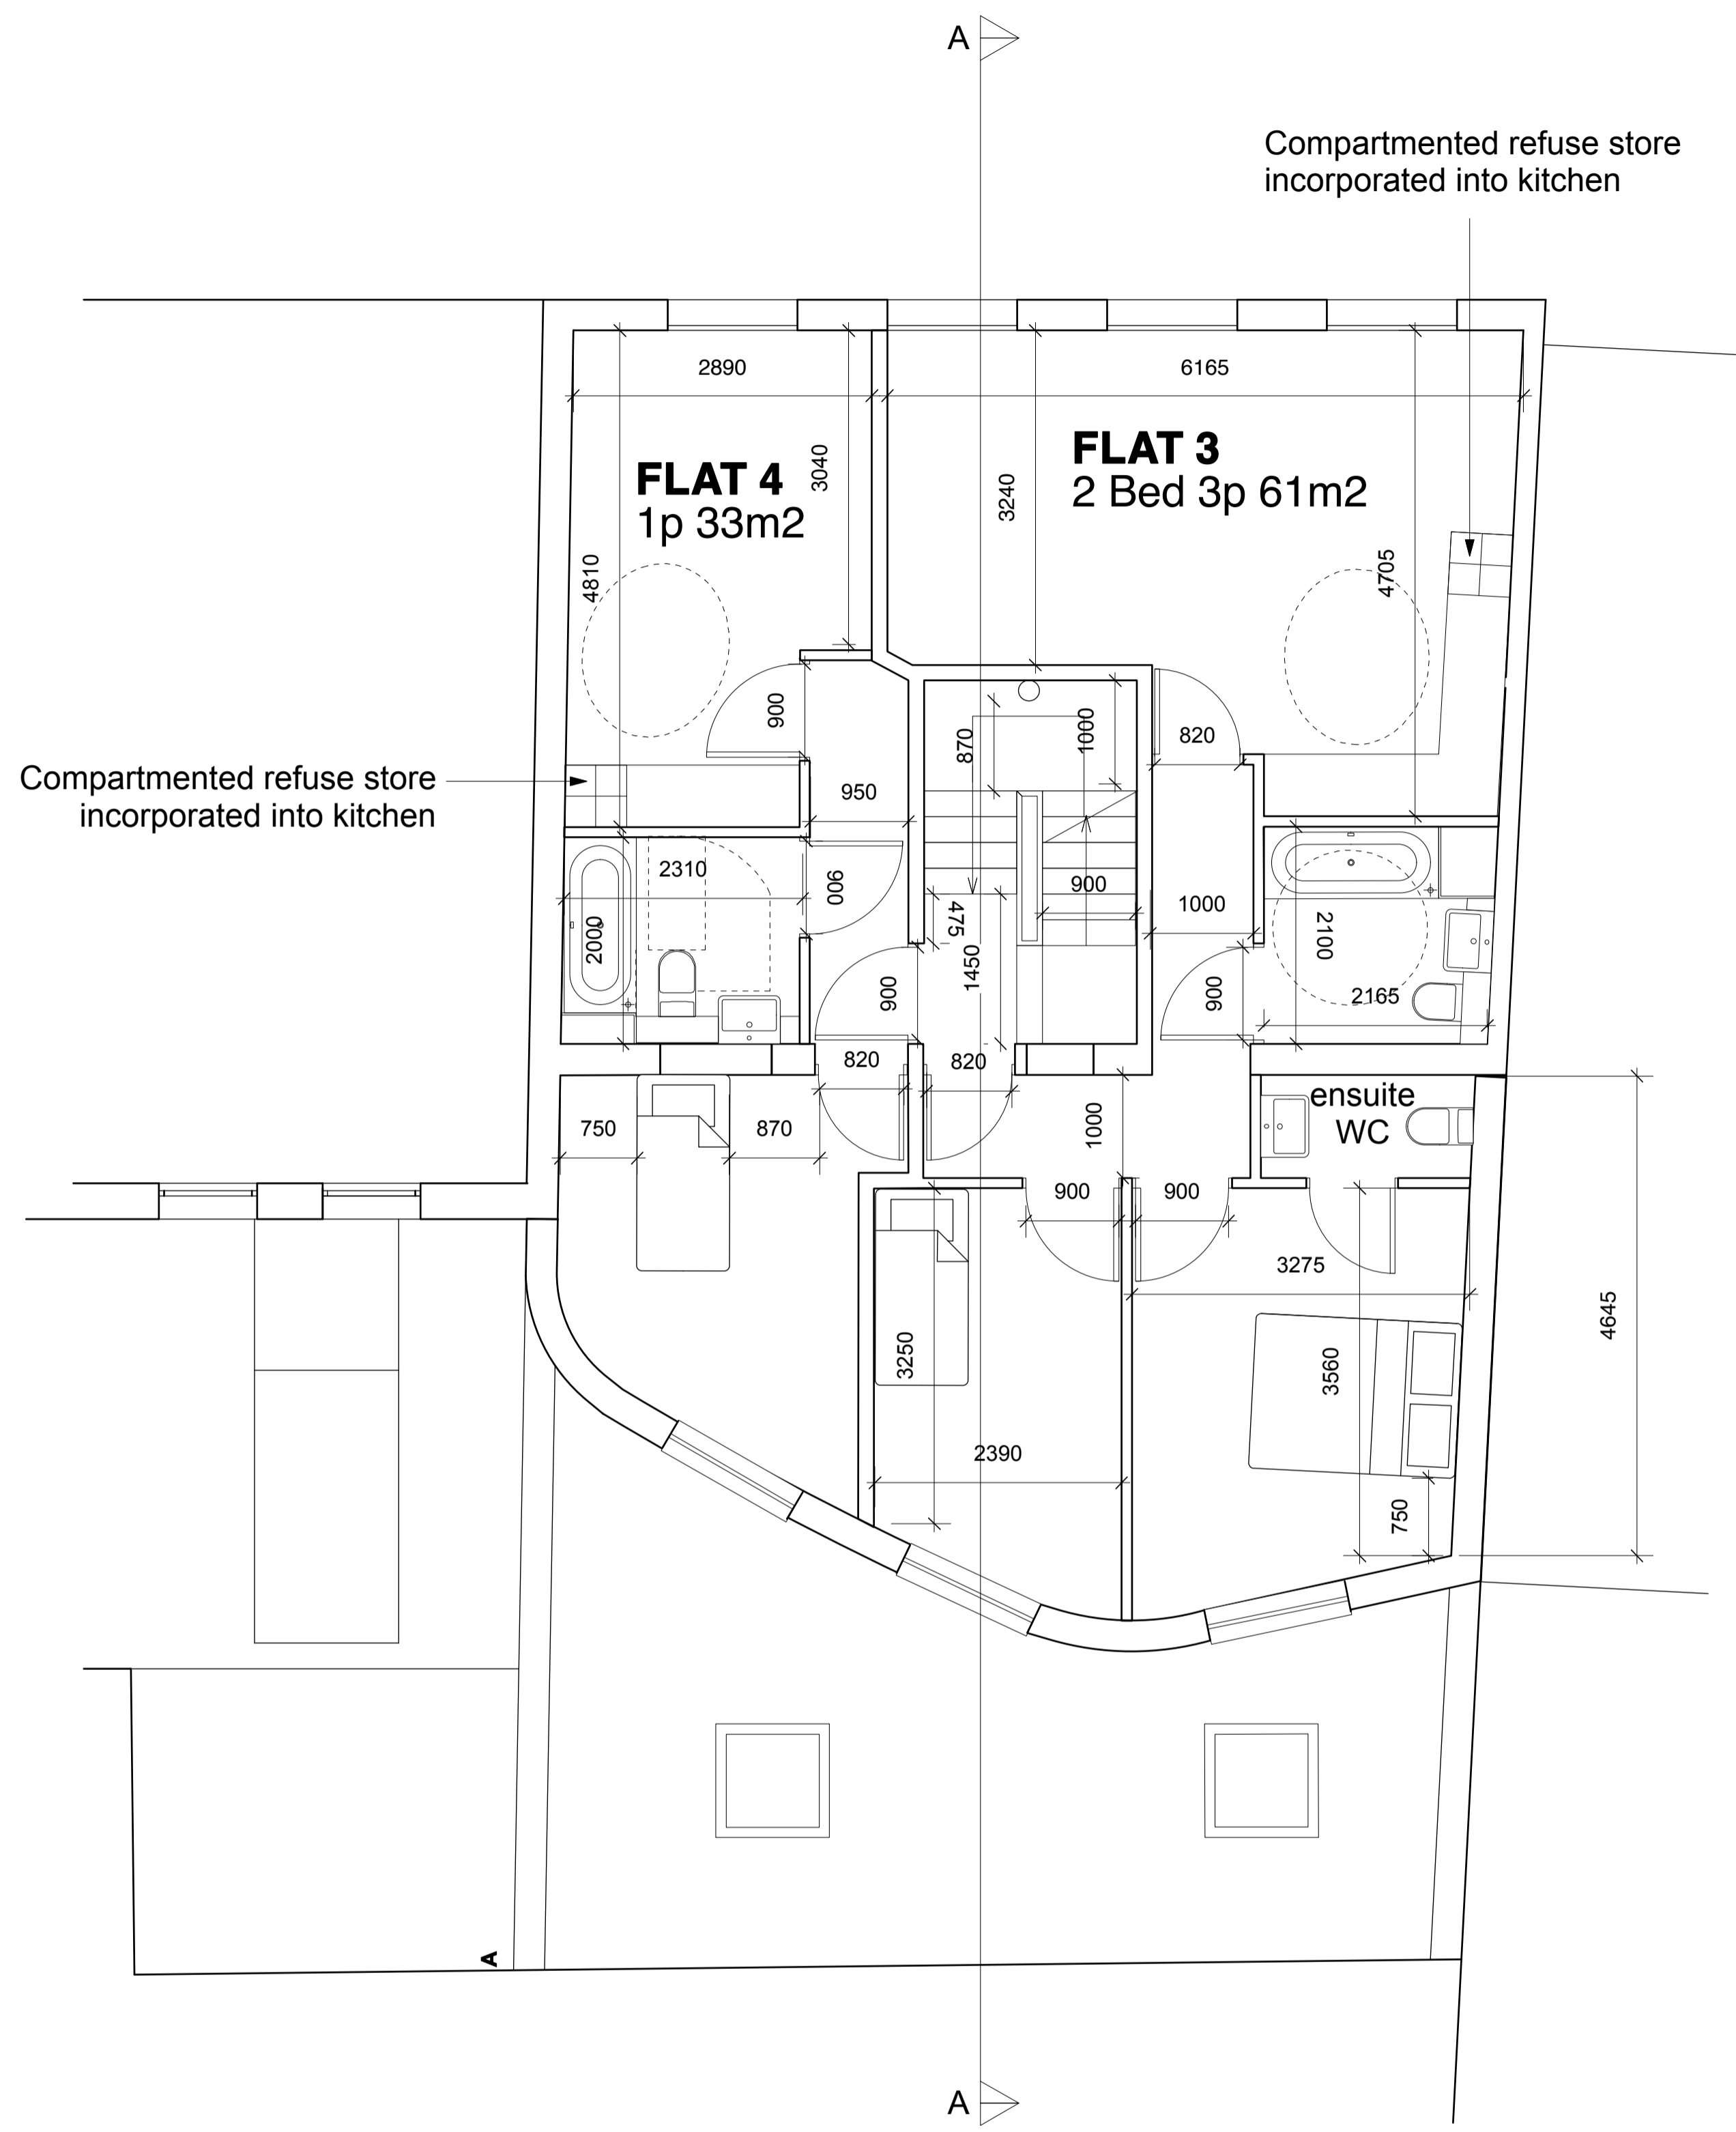 A
Compartmented refuse store
incorporated into kitchen
2890
6165
FLAT 4
1p 33m2
3040
4810
FLAT 3
2 Bed 3p 61m2
3240
4705
900
870
1000
820
Compartmented refuse store
incorporated into kitchen
950
2310
900
2000
900
475
1450
900
1000
2100
900
2165
820
820
750
870
1000
ensuite
WC
900
900
3275
3250
3560
4645
2390
750
A
A